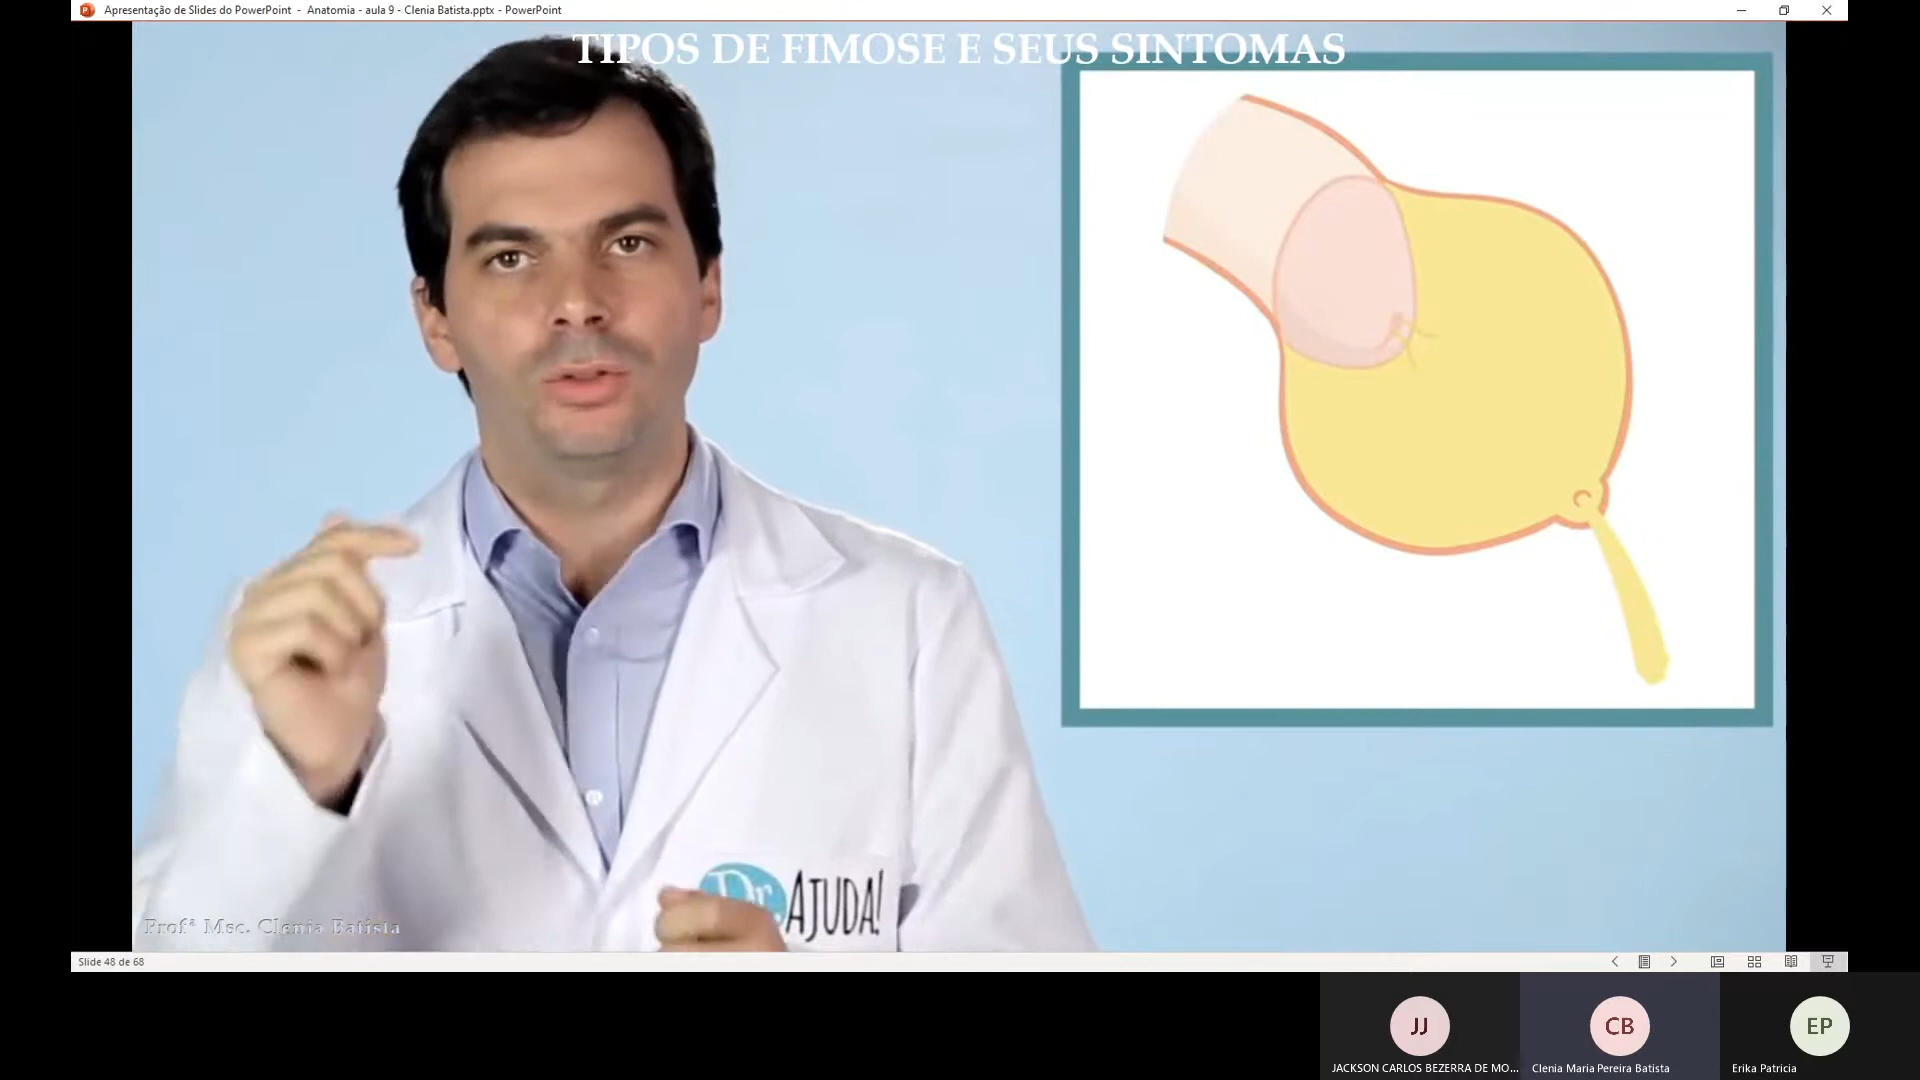 Apresentação de Slides do PowerPoint - Anatomia - aula 9 - Clenia Batista.pptx - PowerPoint
TIPOS DE FIMOSE E SEUS SINTOMAS
Dr. AJUDA!
Profª Msc. Clenia Batista
Slide 48 de 68
JJ
CB
EP
JACKSON CARLOS BEZERRA DE MO...
Clenia Maria Pereira Batista
Erika Patricia